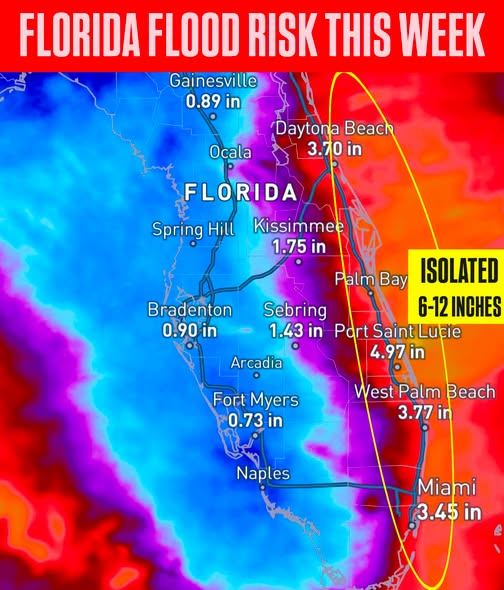 FLORIDA FLOOD RISK THIS WEEK
Gainesville
0.89 in
Daytona Beach
3.70 in
Ocala
FLORIDA
Spring Hill
Kissimmee
1.75 in
Palm Bay
ISOLATED
6-12 INCHES
Bradenton
0.90 in
Sebring
1.43 in
Port Saint Lucie
4.97 in
Arcadia
Fort Myers
0.73 in
West Palm Beach
3.77 in
Naples
Miami
3.45 in